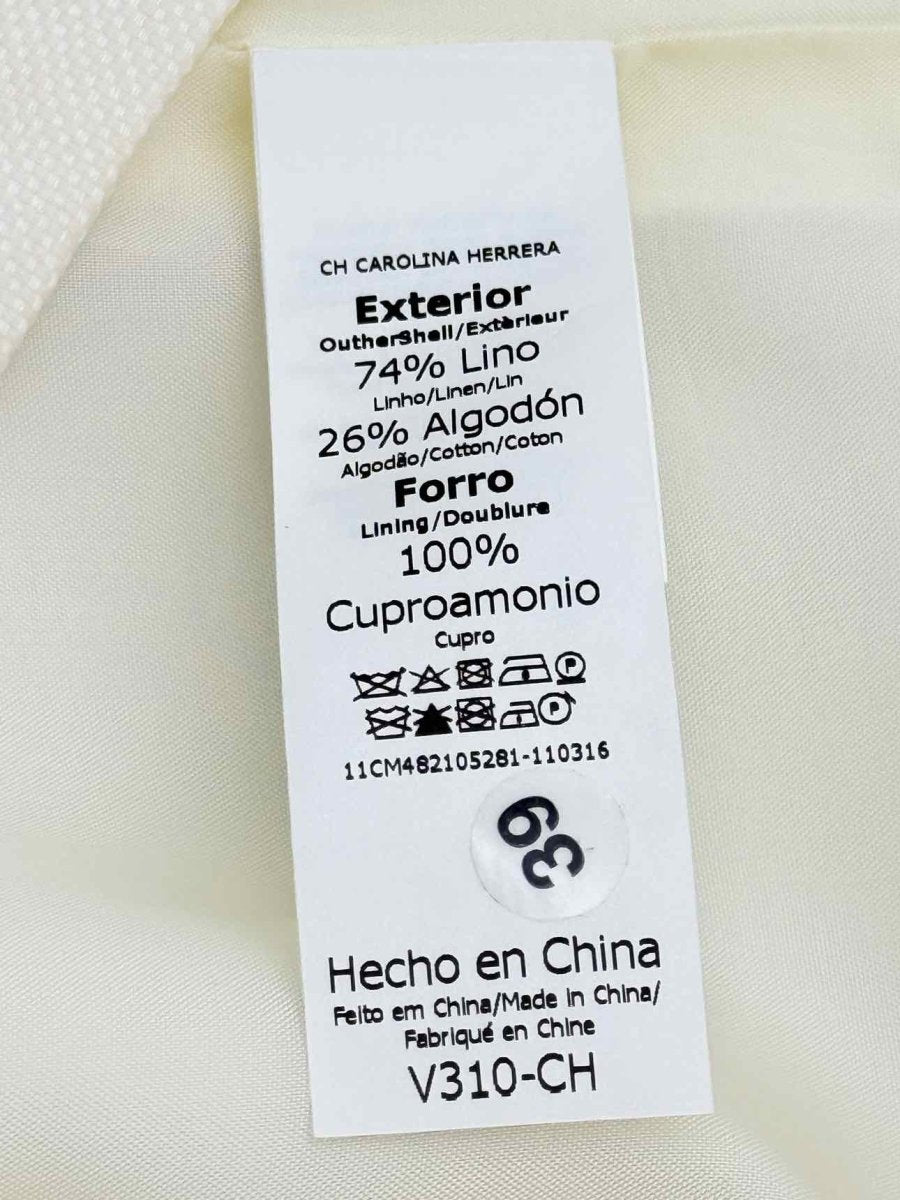 CH CAROLINA HERRERA
Exterior
OutherShell/Extèrieur
74% Lino
Linho/Linen/Lin
26% Algodón
Algodão/Cotton/Coton
Forro
Lining/Doublure
100%
Cuproamonio
Cupro
P
P
11CM482105281-110316
39
Hecho en China
Feito em China/Made in China/
Fabriqué en Chine
V310-CH